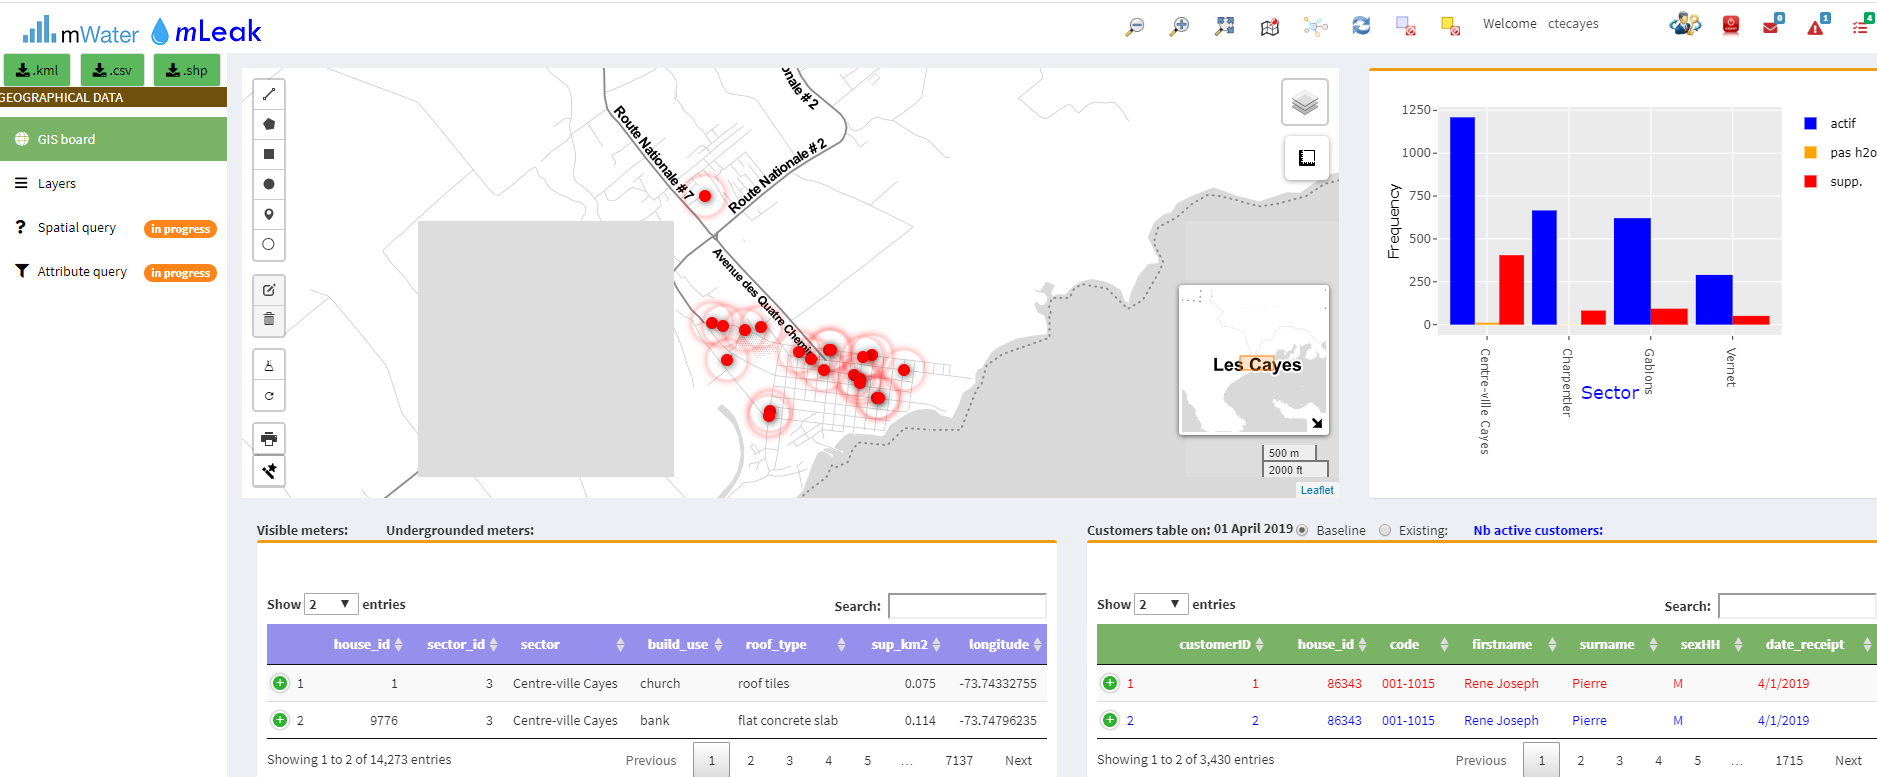 mWater mLeak
Welcome ctecayes
0
1
4
.kml
.csv
.shp
GEOGRAPHICAL DATA
GIS board
Layers
Spatial query in progress
Attribute query in progress
Route Nationale # 7
onale # 2
Route Nationale # 2
Avenue des Quatre Chemin
Les Cayes
500 m
2000 ft
Leaflet
1250
1000
750
500
250
0
Frequency
Centre-ville Cayes
Charpentier
Gabions
Vernet
Sector
actif
pas h2o
supp.
Visible meters: Undergrounded meters:
Show 2 entries
Search:
house_id sector_id sector build_use roof_type sup_km2 longitude
1 1 3 Centre-ville Cayes church roof tiles 0.075 -73.74332755
2 9776 3 Centre-ville Cayes bank flat concrete slab 0.114 -73.74796235
Showing 1 to 2 of 14,273 entries
Previous 1 2 3 4 5 ... 7137 Next
Customers table on: 01 April 2019 Baseline Existing: Nb active customers:
Show 2 entries
Search:
customerID house_id code firstname surname sexHH date_receipt
1 1 86343 001-1015 Rene Joseph Pierre M 4/1/2019
2 2 86343 001-1015 Rene Joseph Pierre M 4/1/2019
Showing 1 to 2 of 3,430 entries
Previous 1 2 3 4 5 ... 1715 Next